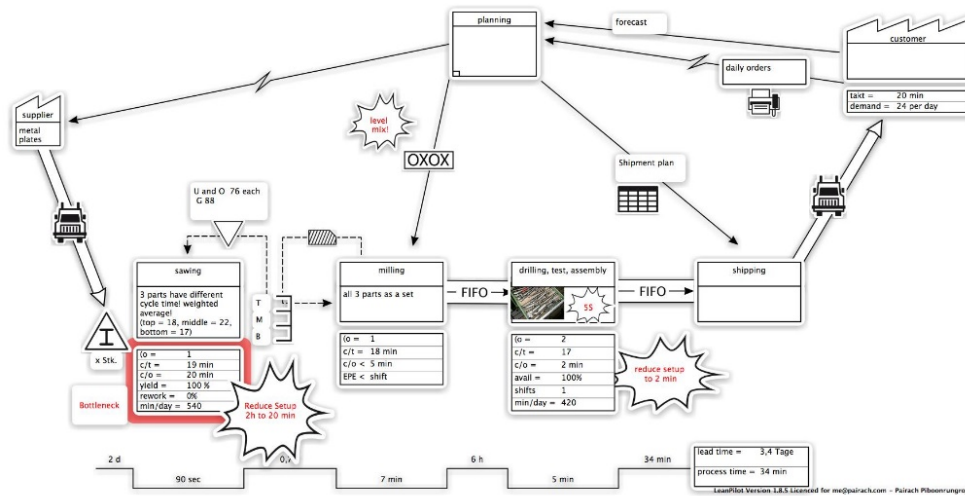 planning
forecast
customer
daily orders
takt = 20 min
demand = 24 per day
supplier
metal
plates
level
mix!
OXOX
Shipment plan
U and O 76 each
G 88
sawing
3 parts have different
cycle time! weighted
average!
(top = 18, middle = 22,
bottom = 17)
T
M
B
milling
all 3 parts as a set
FIFO
drilling, test, assembly
5S
FIFO
shipping
I
x Stk.
(o = 1
c/t = 19 min
c/o = 20 min
yield = 100 %
rework = 0%
min/day = 540
Bottleneck
Reduce Setup
2h to 20 min
(o = 1
c/t = 18 min
c/o < 5 min
EPE < shift
(o = 2
c/t = 17
c/o = 2 min
avail = 100%
shifts 1
min/day = 420
reduce setup
to 2 min
2 d
90 sec
7 min
6 h
5 min
34 min
lead time = 3,4 Tage
process time = 34 min
LeanPilot Version 1.8.5 Licenced for me@pairach.com - Pairach Piboonrungro